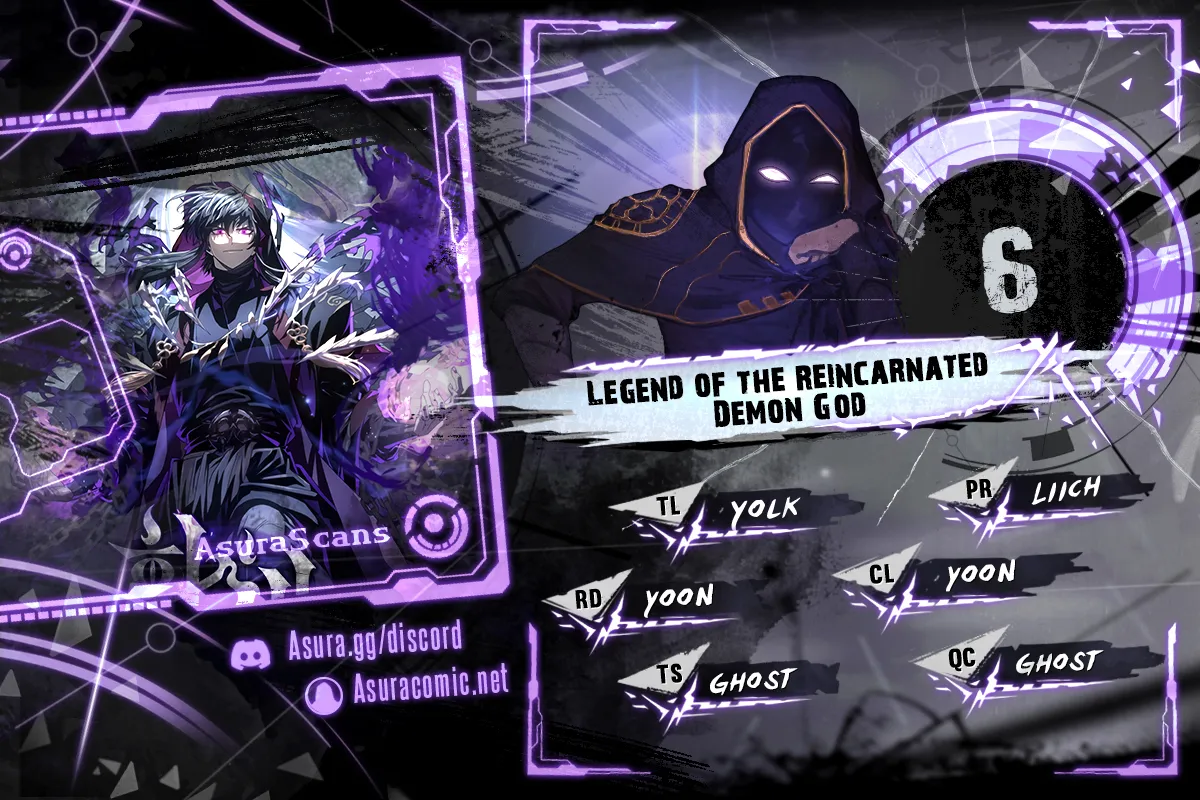 6
LEGEND OF THE REINCARNATED
DEMON GOD
TL YOLK
PR LIICH
RD YOON
CL YOON
TS GHOST
QC GHOST
AsuraScans
Asura.gg/discord
Asuracomic.net